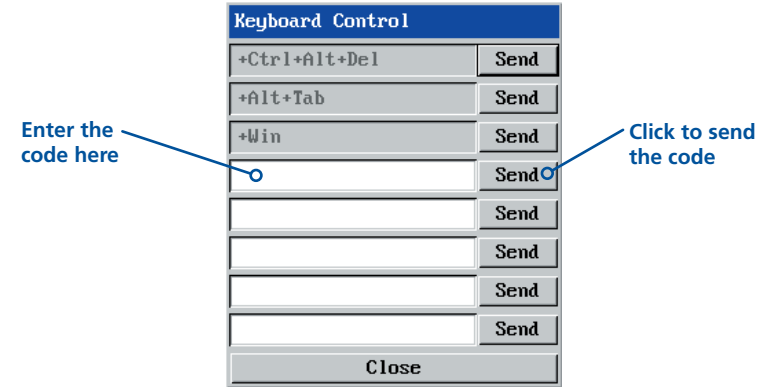 Keyboard Control
+Ctrl+Alt+Del Send
+Alt+Tab Send
+Win Send
Enter the
code here
Send
Click to send
the code
Send
Send
Send
Send
Close